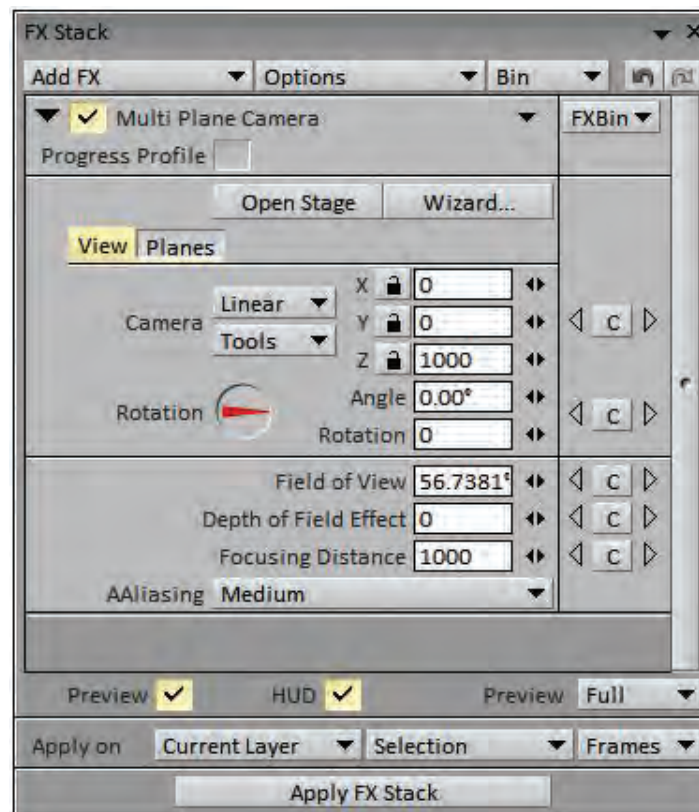 FX Stack
Add FX Options Bin
Multi Plane Camera FXBin
Progress Profile
Open Stage Wizard...
View Planes
X 0
Linear
Camera Y 0 C
Tools
Z 1000
Angle 0.00°
Rotation C
Rotation 0
Field of View 56.7381° C
Depth of Field Effect 0 C
Focusing Distance 1000 C
AAliasing Medium
Preview HUD Preview Full
Apply on Current Layer Selection Frames
Apply FX Stack